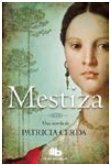 Mestiza
Una novela de
PATRICIA CERDA